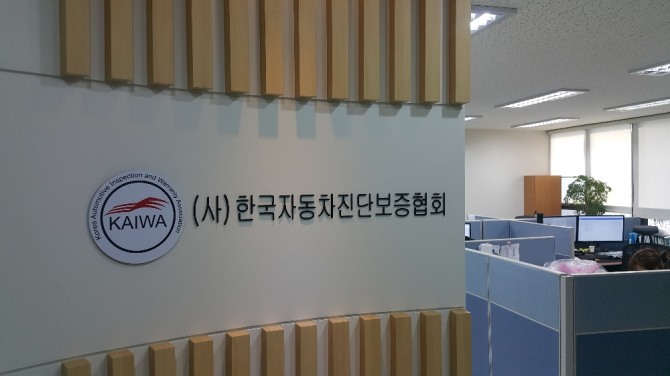 Korea Automotive Inspection and Warranty Association
KAIWA
(사)한국자동차진단보증협회